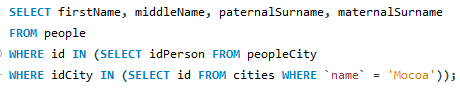 SELECT firstName, middleName, paternalSurname, maternalSurname
FROM people
WHERE id IN (SELECT idPerson FROM peopleCity
WHERE idCity IN (SELECT id FROM cities WHERE `name` = 'Mocoa'));